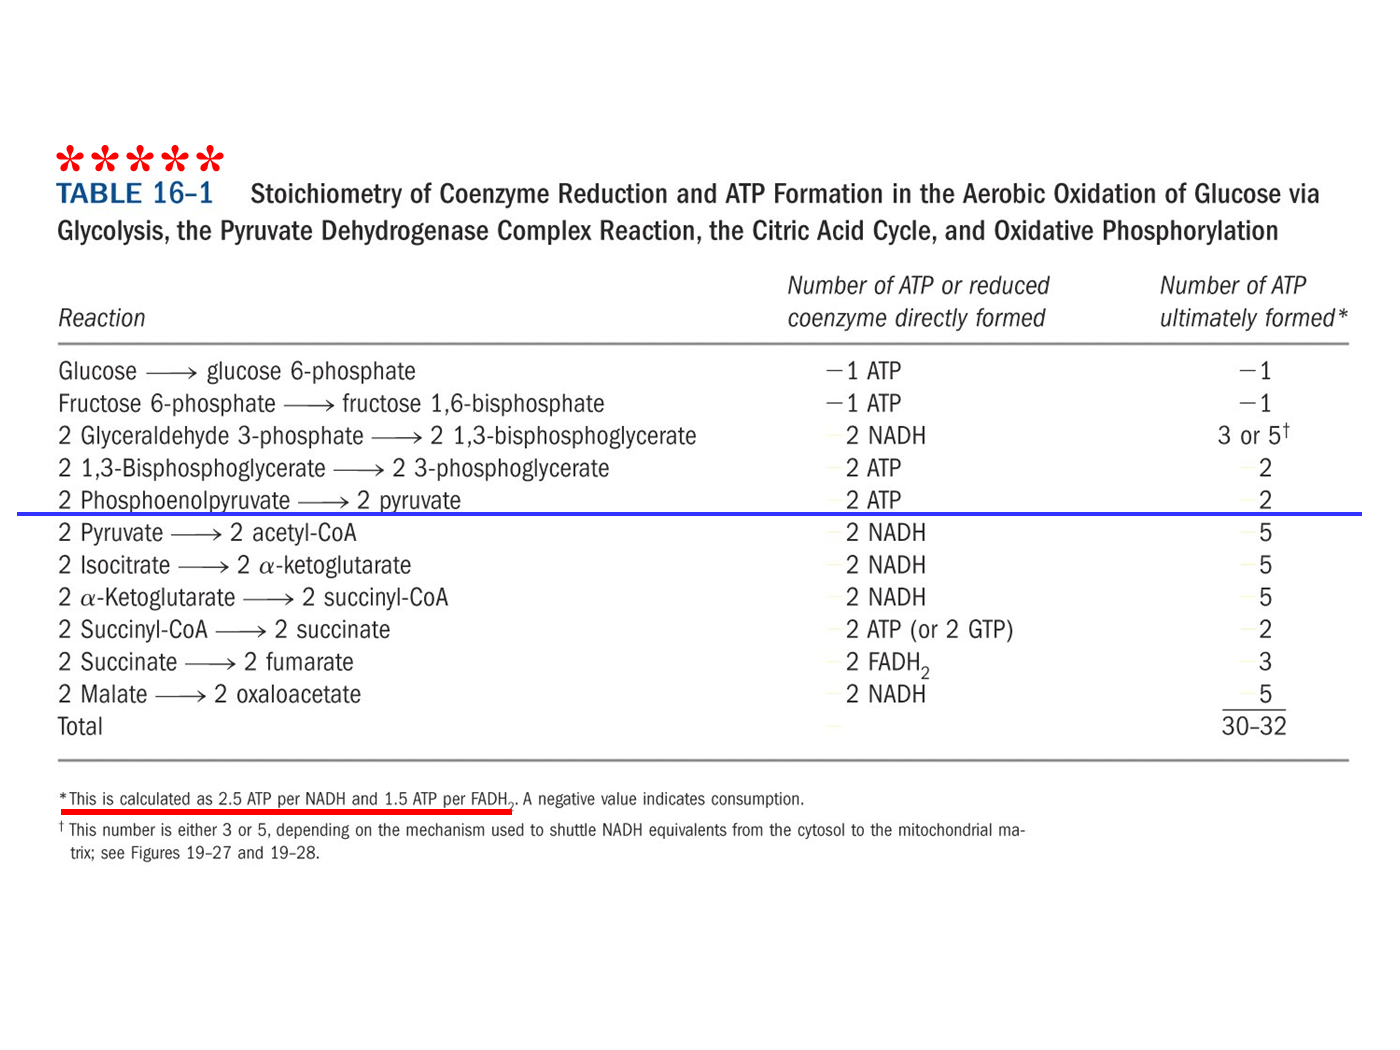 *****
TABLE 16–1 Stoichiometry of Coenzyme Reduction and ATP Formation in the Aerobic Oxidation of Glucose via
Glycolysis, the Pyruvate Dehydrogenase Complex Reaction, the Citric Acid Cycle, and Oxidative Phosphorylation
Reaction Number of ATP or reduced coenzyme directly formed Number of ATP ultimately formed*
Glucose ⟶ glucose 6-phosphate −1 ATP −1
Fructose 6-phosphate ⟶ fructose 1,6-bisphosphate −1 ATP −1
2 Glyceraldehyde 3-phosphate ⟶ 2 1,3-bisphosphoglycerate 2 NADH 3 or 5†
2 1,3-Bisphosphoglycerate ⟶ 2 3-phosphoglycerate 2 ATP 2
2 Phosphoenolpyruvate ⟶ 2 pyruvate 2 ATP 2
2 Pyruvate ⟶ 2 acetyl-CoA 2 NADH 5
2 Isocitrate ⟶ 2 α-ketoglutarate 2 NADH 5
2 α-Ketoglutarate ⟶ 2 succinyl-CoA 2 NADH 5
2 Succinyl-CoA ⟶ 2 succinate 2 ATP (or 2 GTP) 2
2 Succinate ⟶ 2 fumarate 2 FADH₂ 3
2 Malate ⟶ 2 oxaloacetate 2 NADH 5
Total 30–32
*This is calculated as 2.5 ATP per NADH and 1.5 ATP per FADH₂. A negative value indicates consumption.
†This number is either 3 or 5, depending on the mechanism used to shuttle NADH equivalents from the cytosol to the mitochondrial ma-
trix; see Figures 19–27 and 19–28.